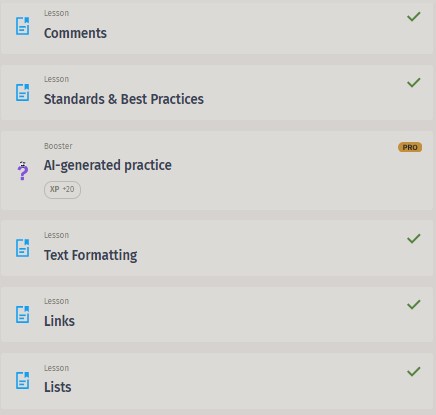 Lesson
Comments
Lesson
Standards & Best Practices
Booster
PRO
AI-generated practice
XP +20
Lesson
Text Formatting
Lesson
Links
Lesson
Lists